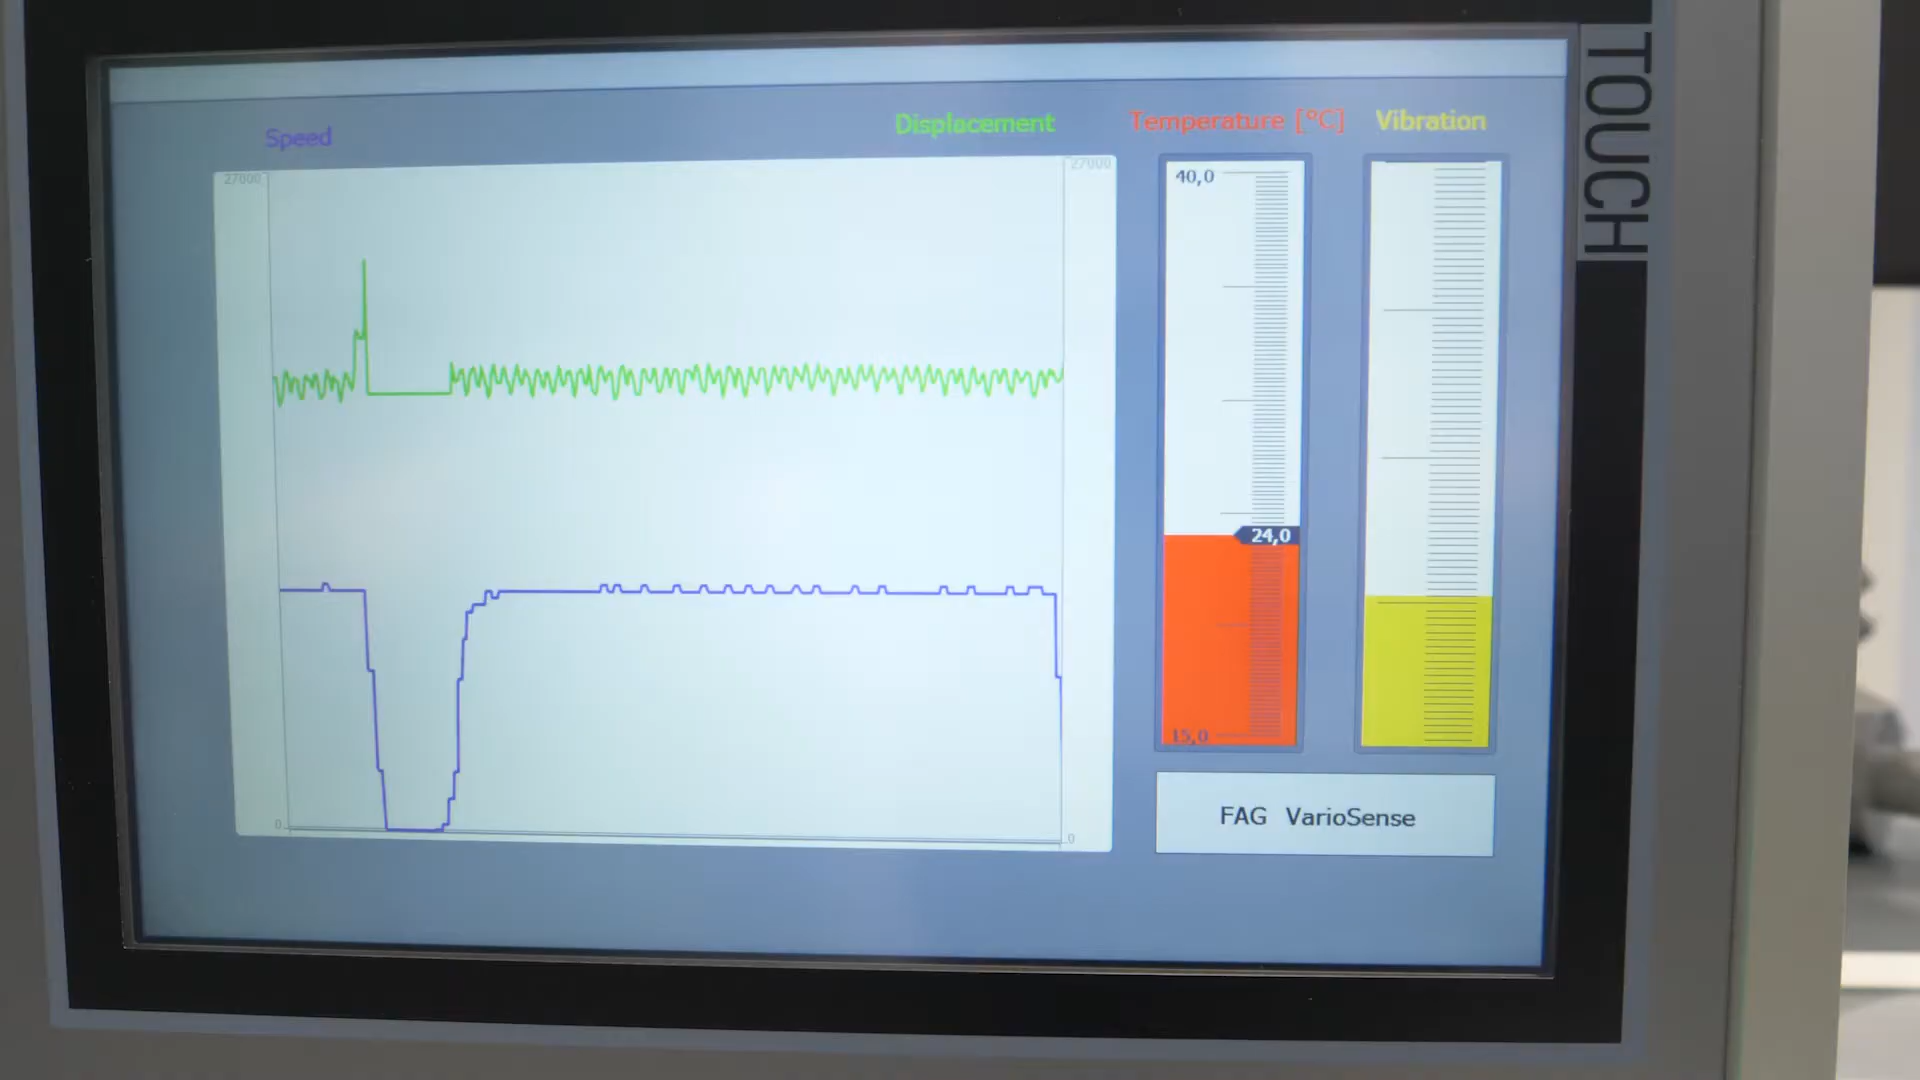 Speed
Displacement
Temperature [°C]
Vibration
27000
27000
40,0
24,0
15,0
0
0
FAG VarioSense
TOUCH